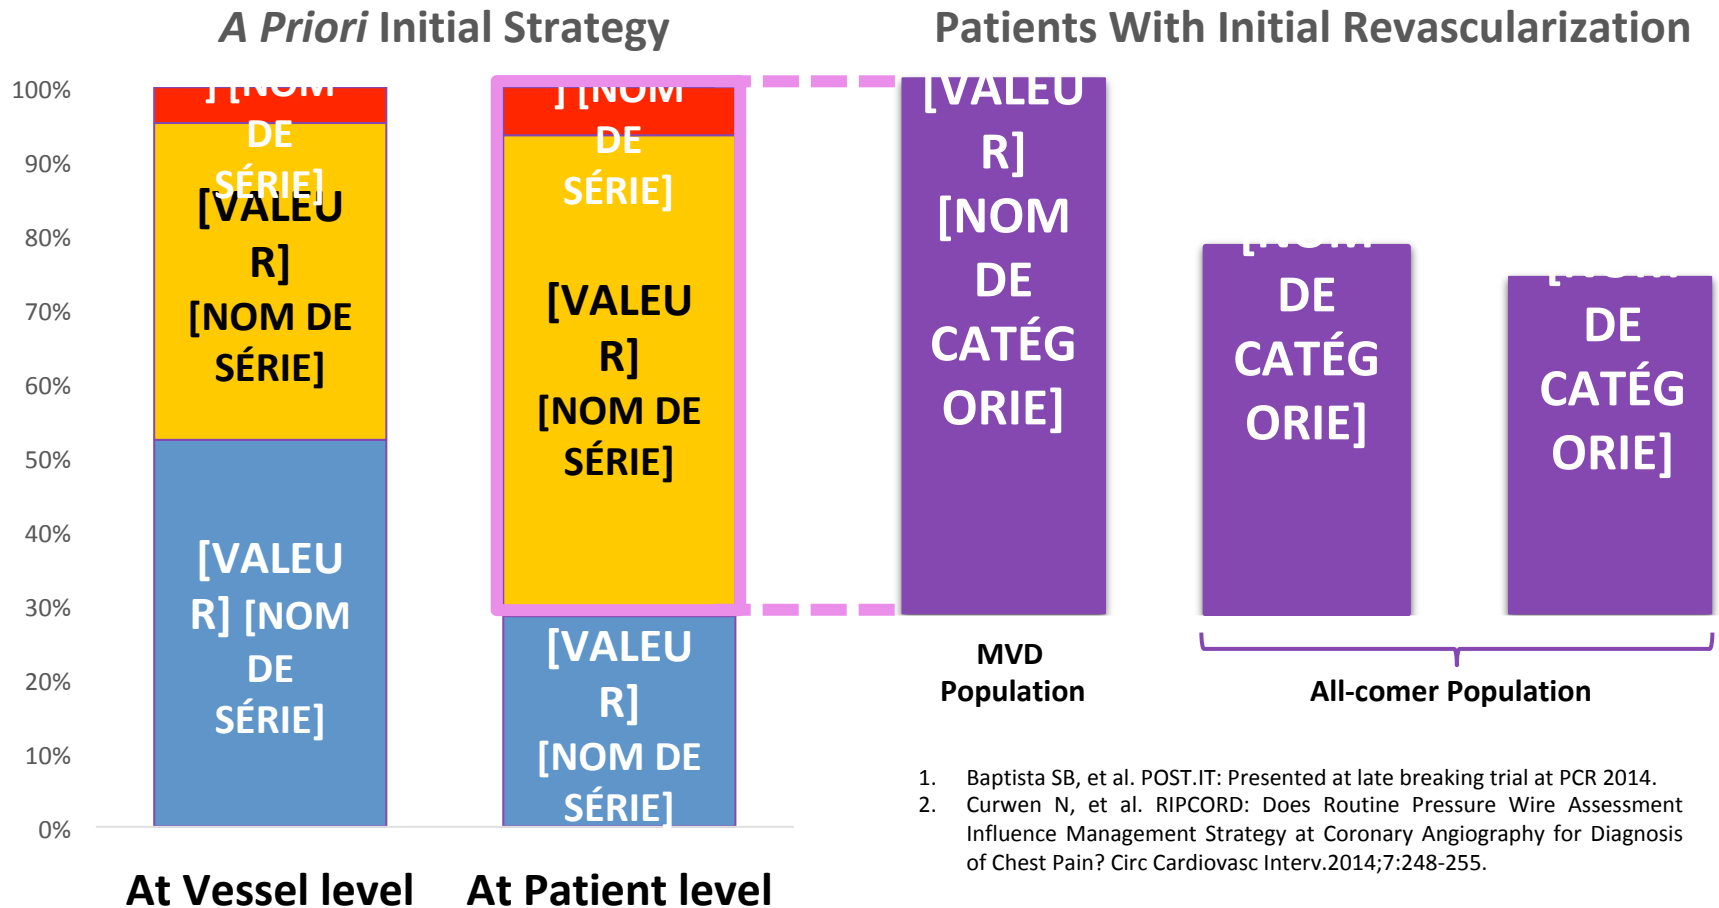 A Priori Initial Strategy
Patients With Initial Revascularization
100%
90%
80%
70%
60%
50%
40%
30%
20%
10%
0%
] [NOM
DE
SÉRIE]
[VALEU
R]
[NOM DE
SÉRIE]
[VALEU
R] [NOM
DE
SÉRIE]
At Vessel level
] [NOM
DE
SÉRIE]
[VALEU
R]
[NOM DE
SÉRIE]
[VALEU
R]
[NOM DE
SÉRIE]
At Patient level
[VALEU
R]
[NOM
DE
CATÉG
ORIE]
MVD
Population
[NOM
DE
CATÉG
ORIE]
[NOM
DE
CATÉG
ORIE]
All-comer Population
1. Baptista SB, et al. POST.IT: Presented at late breaking trial at PCR 2014.
2. Curwen N, et al. RIPCORD: Does Routine Pressure Wire Assessment
Influence Management Strategy at Coronary Angiography for Diagnosis
of Chest Pain? Circ Cardiovasc Interv.2014;7:248-255.